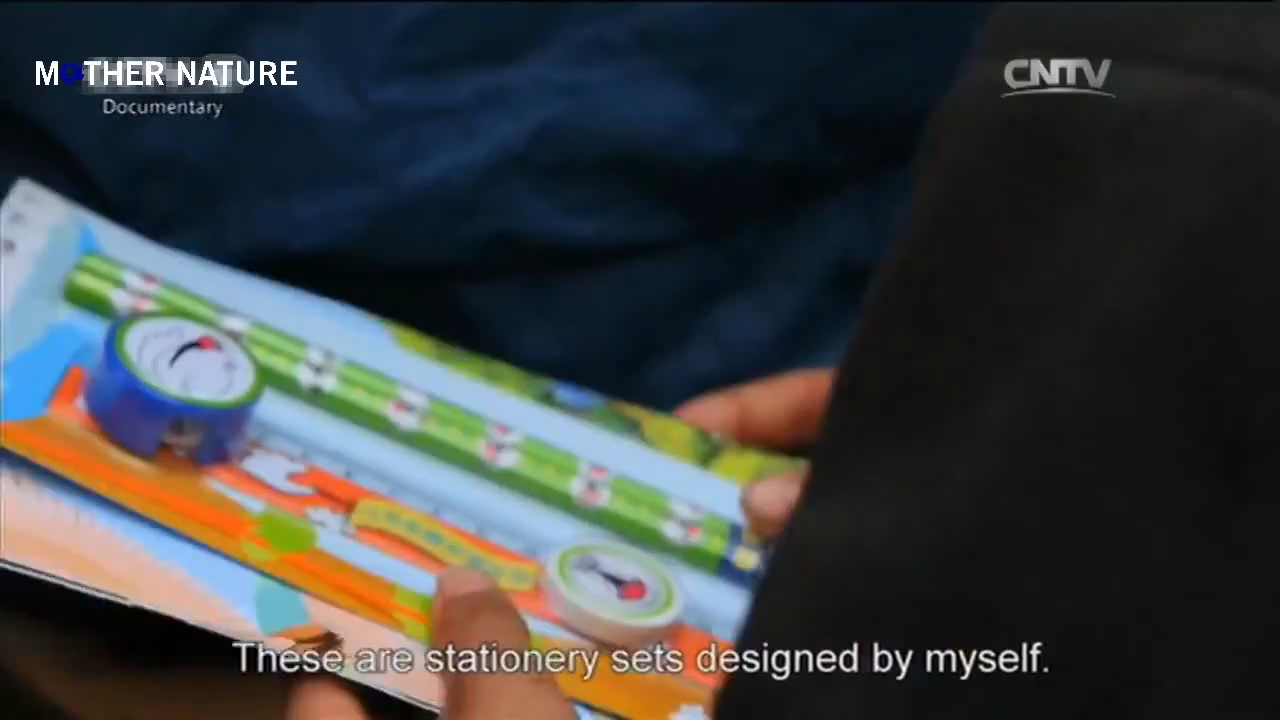 MOTHER NATURE
Documentary
CNTV
These are stationery sets designed by myself.